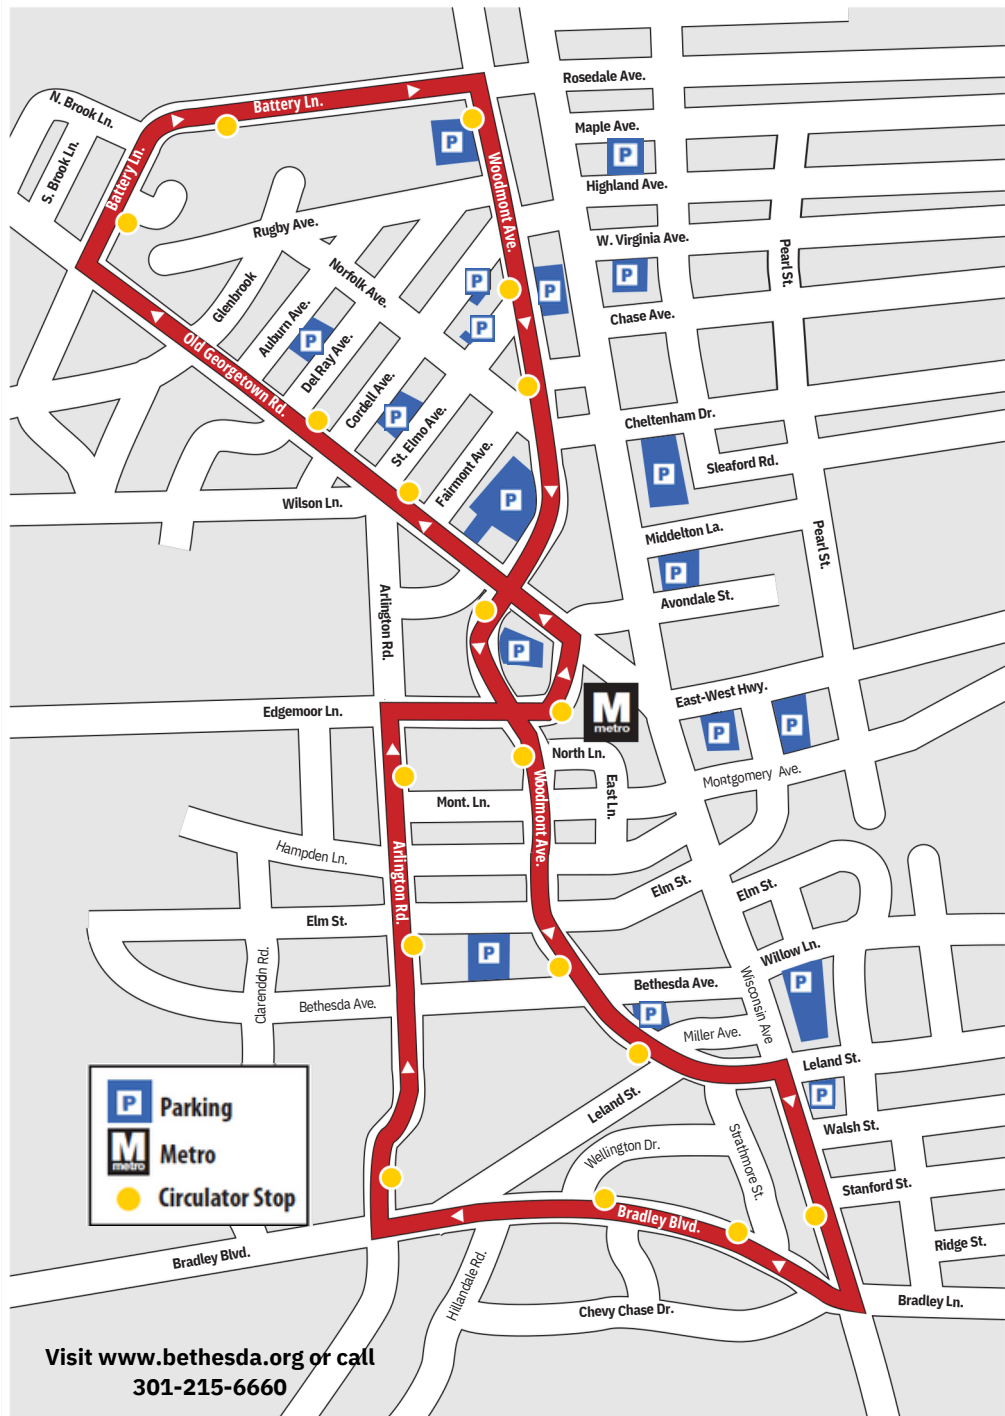 Rosedale Ave.
N. Brook Ln.
Battery Ln.
Maple Ave.
P
P
S. Brook Ln.
Battery Ln.
Highland Ave.
Woodmont Ave.
Rugby Ave.
W. Virginia Ave.
Pearl St.
Norfolk Ave.
P
P
P
Glenbrook
Chase Ave.
Auburn Ave.
P
P
Old Georgetown Rd.
Del Ray Ave.
Cordell Ave.
P
Cheltenham Dr.
St. Elmo Ave.
Fairmont Ave.
Sleaford Rd.
P
P
Wilson Ln.
Middelton La.
Pearl St.
P
Avondale St.
Arlington Rd.
P
East-West Hwy.
Edgemoor Ln.
M
metro
P
P
North Ln.
Montgomery Ave.
Mont. Ln.
East Ln.
Woodmont Ave.
Hampden Ln.
Arlington Rd.
Elm St.
Elm St.
Elm St.
P
Willow Ln.
Clarenddn Rd.
Bethesda Ave.
P
Wisconsin Ave
Bethesda Ave.
P
Miller Ave.
Leland St.
P
Leland St.
Walsh St.
P Parking
M
metro
Metro
Circulator Stop
Wellington Dr.
Strathmore St.
Stanford St.
Bradley Blvd.
Ridge St.
Bradley Blvd.
Hillandale Rd.
Bradley Ln.
Chevy Chase Dr.
Visit www.bethesda.org or call
301-215-6660